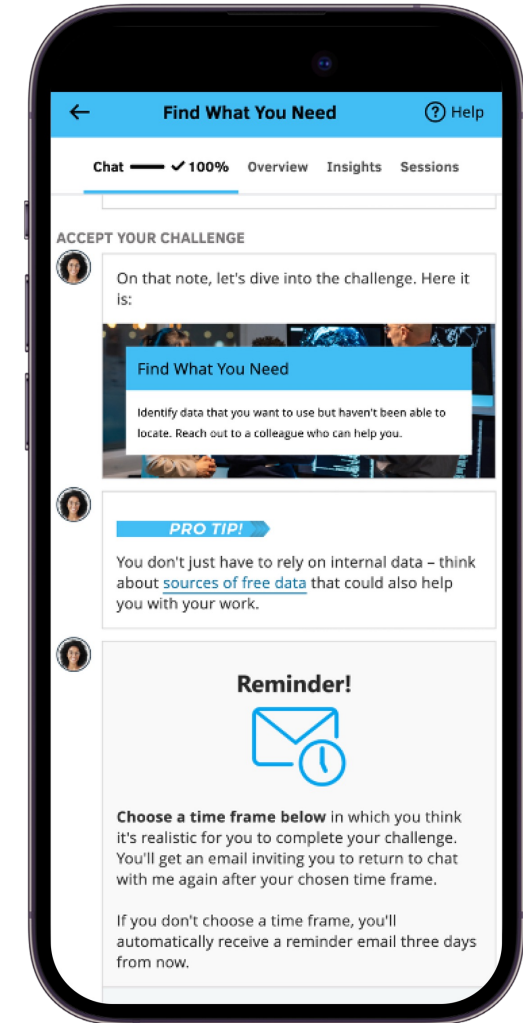 Find What You Need
Help
Chat
100%
Overview
Insights
Sessions
ACCEPT YOUR CHALLENGE
On that note, let's dive into the challenge. Here it
is:
Find What You Need
Identify data that you want to use but haven't been able to
locate. Reach out to a colleague who can help you.
PRO TIP!
You don't just have to rely on internal data – think
about sources of free data that could also help
you with your work.
Reminder!
Choose a time frame below in which you think
it's realistic for you to complete your challenge.
You'll get an email inviting you to return to chat
with me again after your chosen time frame.
If you don't choose a time frame, you'll
automatically receive a reminder email three days
from now.